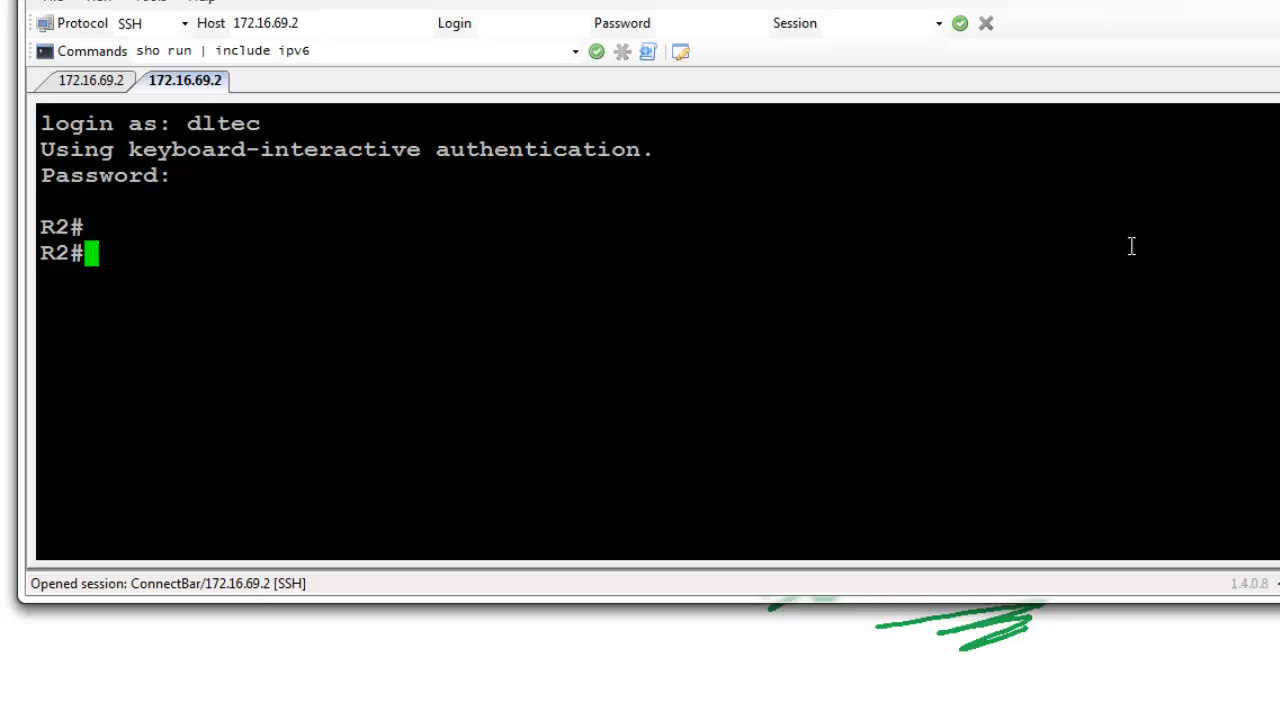 Protocol SSH Host 172.16.69.2 Login Password Session
Commands sho run | include ipv6
172.16.69.2 172.16.69.2
login as: dltec
Using keyboard-interactive authentication.
Password:
R2#
R2#
Opened session: ConnectBar/172.16.69.2 [SSH] 1.4.0.8